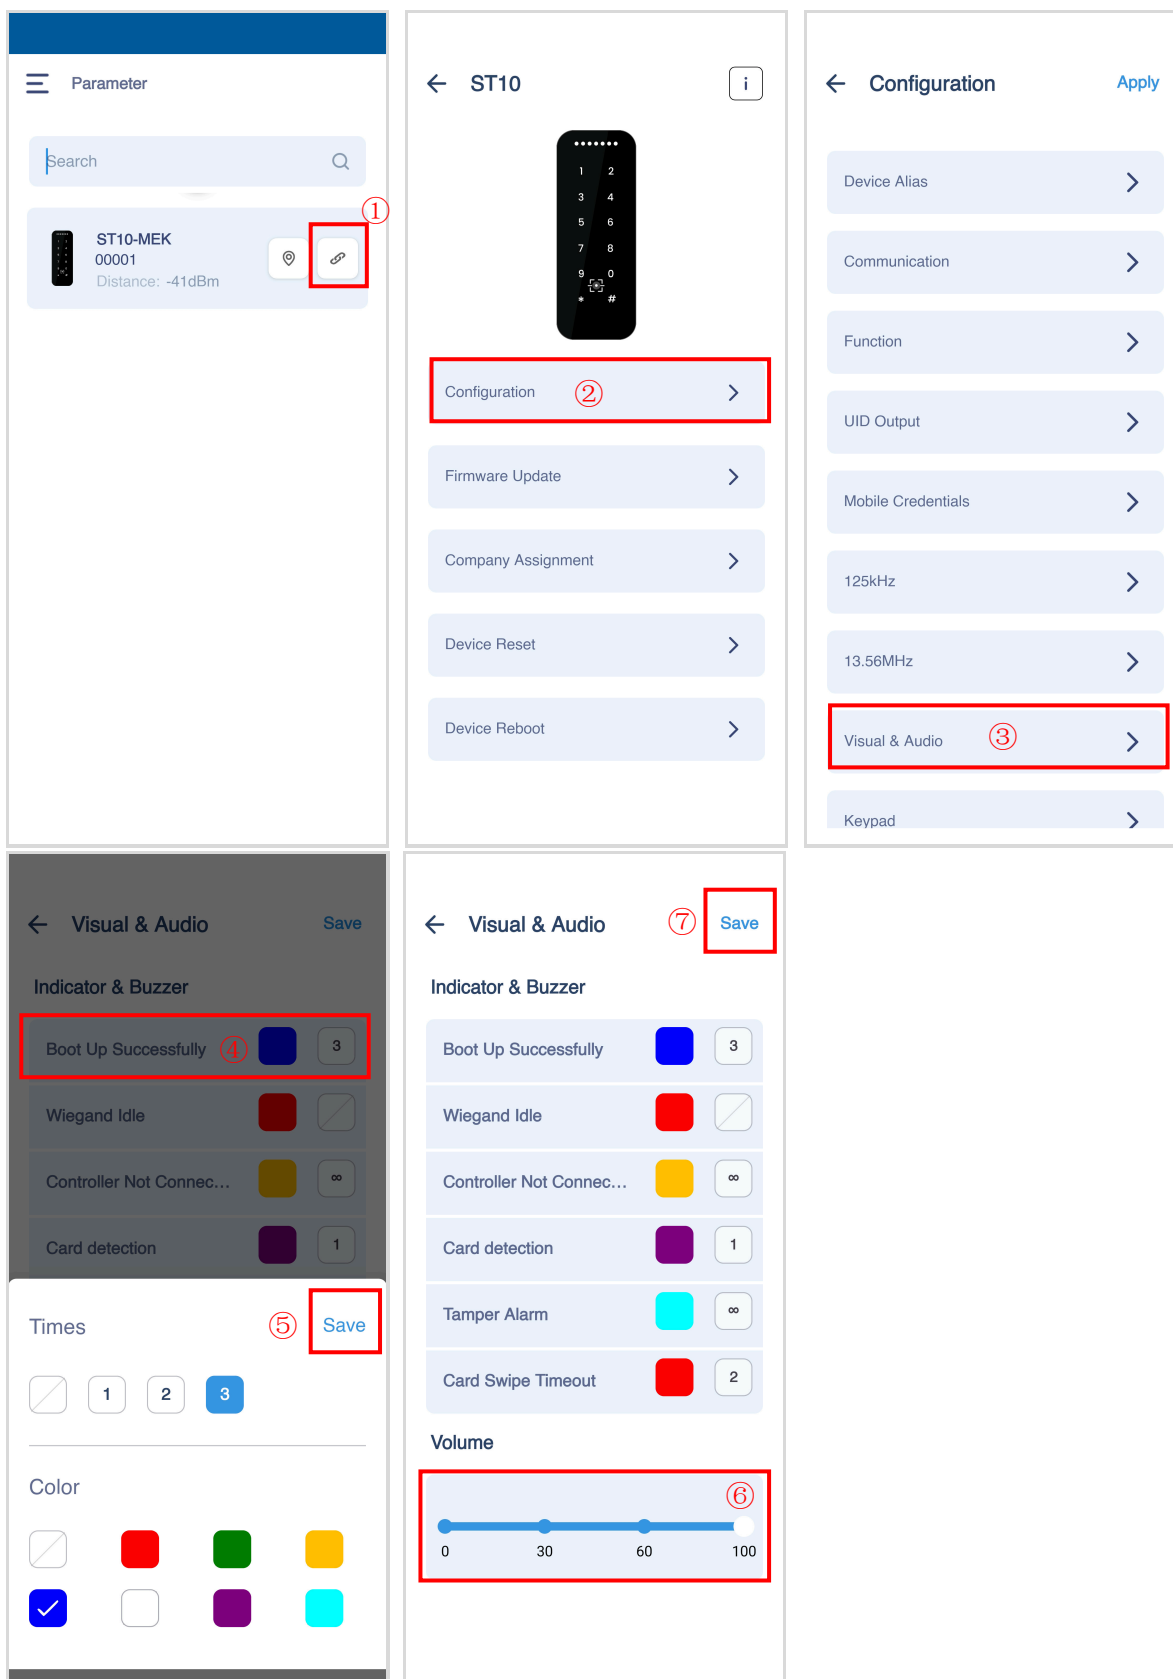 Parameter
Search
①
ST10-MEK
00001
Distance: -41dBm
ST10
i
1 2
3 4
5 6
7 8
9 0
* #
Configuration ②
Firmware Update
Company Assignment
Device Reset
Device Reboot
Configuration Apply
Device Alias
Communication
Function
UID Output
Mobile Credentials
125kHz
13.56MHz
Visual & Audio ③
Keypad
Visual & Audio Save
Indicator & Buzzer
Boot Up Successfully ④ 3
Wiegand Idle
Controller Not Connec... ∞
Card detection 1
Times ⑤ Save
1 2 3
Color
Visual & Audio ⑦ Save
Indicator & Buzzer
Boot Up Successfully 3
Wiegand Idle
Controller Not Connec... ∞
Card detection 1
Tamper Alarm ∞
Card Swipe Timeout 2
Volume
⑥
0 30 60 100